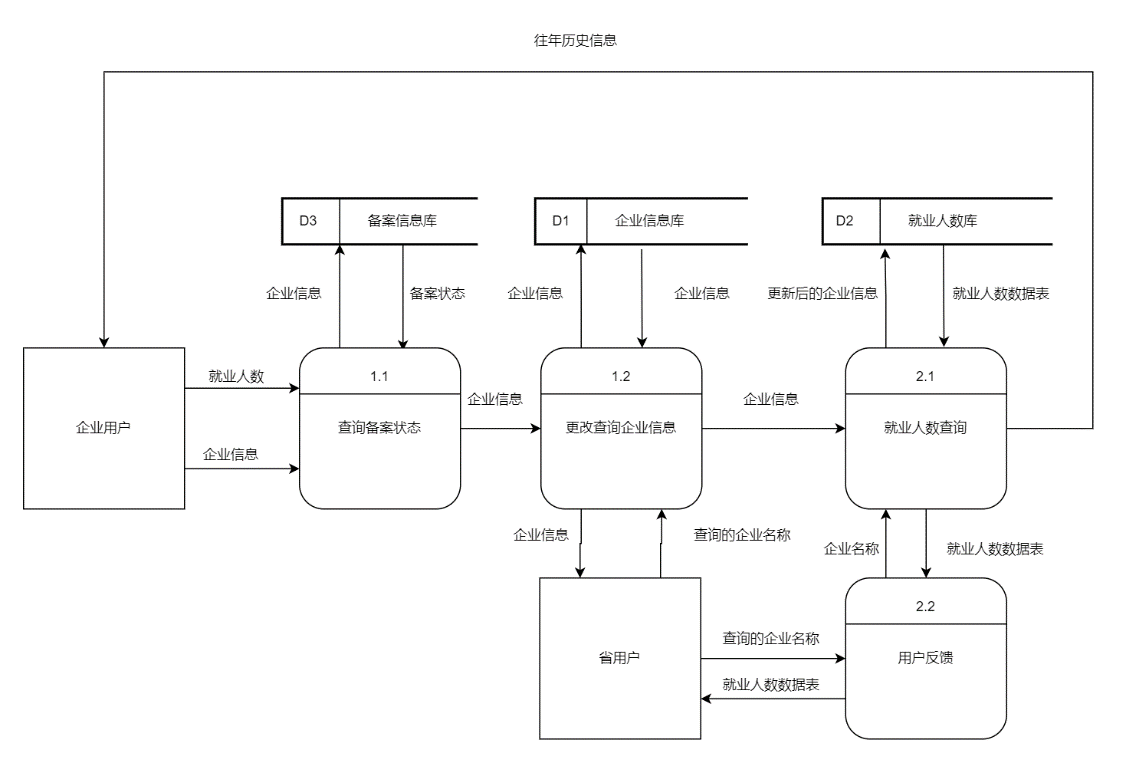 往年历史信息
D3
备案信息库
D1
企业信息库
D2
就业人数库
企业信息
备案状态
企业信息
企业信息
更新后的企业信息
就业人数数据表
企业用户
就业人数
企业信息
1.1
查询备案状态
企业信息
1.2
更改查询企业信息
企业信息
2.1
就业人数查询
企业信息
查询的企业名称
企业名称
就业人数数据表
省用户
查询的企业名称
就业人数数据表
2.2
用户反馈